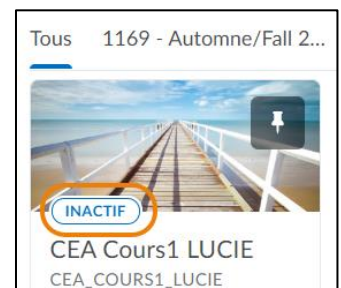 Tous 1169 - Automne/Fall 2...
INACTIF
CEA Cours1 LUCIE
CEA_COURS1_LUCIE